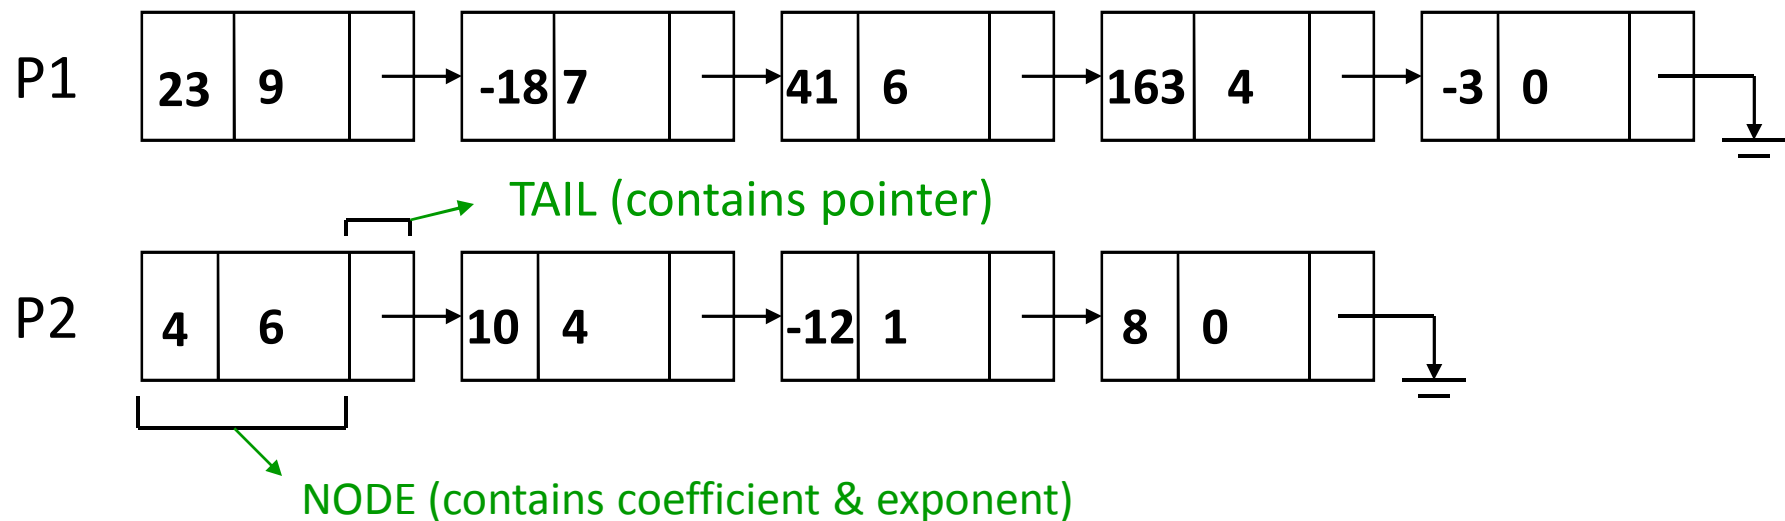 P1 23 9 -18 7 41 6 163 4 -3 0
TAIL (contains pointer)
P2 4 6 10 4 -12 1 8 0
NODE (contains coefficient & exponent)